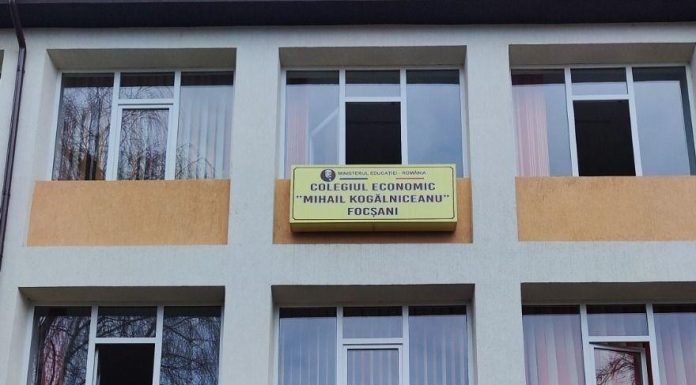 MINISTERUL EDUCAȚIEI - ROMÂNIA
COLEGIUL ECONOMIC
"MIHAIL KOGĂLNICEANU"
FOCȘANI